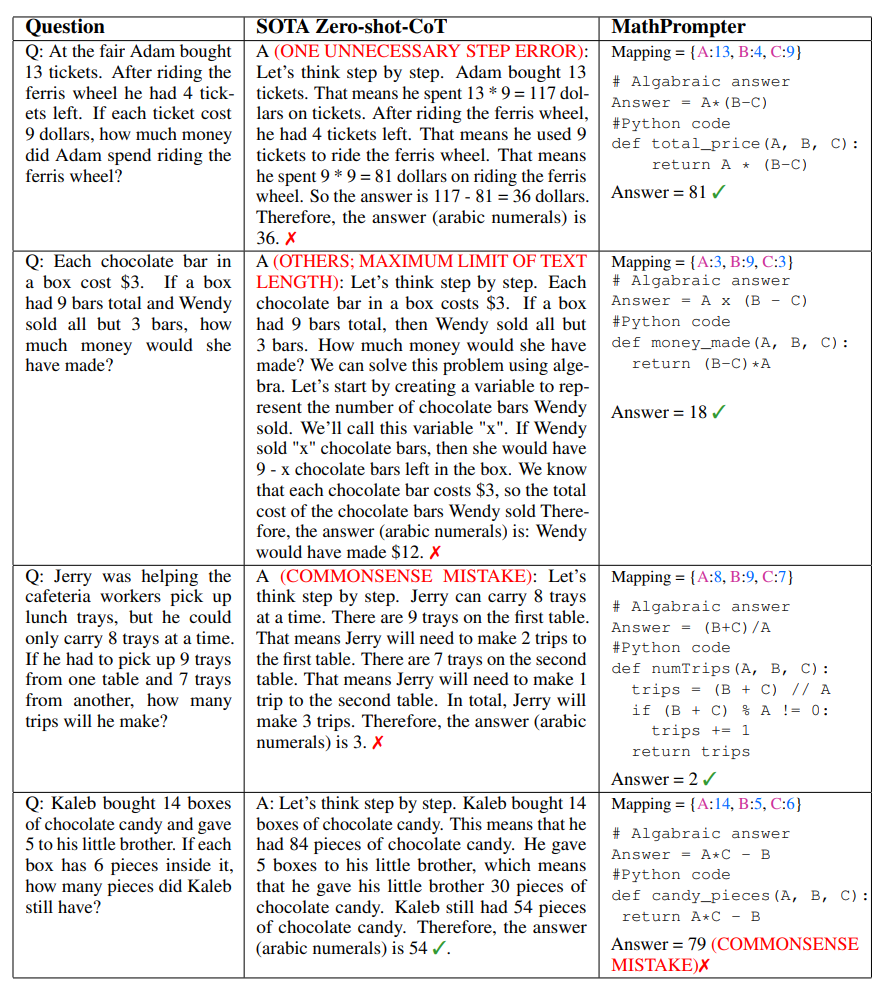 Question
SOTA Zero-shot-CoT
MathPrompter
Q: At the fair Adam bought
13 tickets. After riding the
ferris wheel he had 4 tick-
ets left. If each ticket cost
9 dollars, how much money
did Adam spend riding the
ferris wheel?
A (ONE UNNECESSARY STEP ERROR):
Let's think step by step. Adam bought 13
tickets. That means he spent 13 * 9 = 117 dol-
lars on tickets. After riding the ferris wheel,
he had 4 tickets left. That means he used 9
tickets to ride the ferris wheel. That means
he spent 9 * 9 = 81 dollars on riding the ferris
wheel. So the answer is 117 - 81 = 36 dollars.
Therefore, the answer (arabic numerals) is
36. ✗
Mapping = {A:13, B:4, C:9}
# Algabraic answer
Answer = A*(B-C)
#Python code
def total_price(A, B, C):
return A * (B-C)
Answer = 81 ✓
Q: Each chocolate bar in
a box cost $3. If a box
had 9 bars total and Wendy
sold all but 3 bars, how
much money would she
have made?
A (OTHERS; MAXIMUM LIMIT OF TEXT
LENGTH): Let's think step by step. Each
chocolate bar in a box costs $3. If a box
had 9 bars total, then Wendy sold all but
3 bars. How much money would she have
made? We can solve this problem using alge-
bra. Let's start by creating a variable to rep-
resent the number of chocolate bars Wendy
sold. We'll call this variable "x". If Wendy
sold "x" chocolate bars, then she would have
9 - x chocolate bars left in the box. We know
that each chocolate bar costs $3, so the total
cost of the chocolate bars Wendy sold There-
fore, the answer (arabic numerals) is: Wendy
would have made $12. ✗
Mapping = {A:3, B:9, C:3}
# Algabraic answer
Answer = A x (B - C)
#Python code
def money_made(A, B, C):
return (B-C)*A
Answer = 18 ✓
Q: Jerry was helping the
cafeteria workers pick up
lunch trays, but he could
only carry 8 trays at a time.
If he had to pick up 9 trays
from one table and 7 trays
from another, how many
trips will he make?
A (COMMONSENSE MISTAKE): Let's
think step by step. Jerry can carry 8 trays
at a time. There are 9 trays on the first table.
That means Jerry will need to make 2 trips to
the first table. There are 7 trays on the second
table. That means Jerry will need to make 1
trip to the second table. In total, Jerry will
make 3 trips. Therefore, the answer (arabic
numerals) is 3. ✗
Mapping = {A:8, B:9, C:7}
# Algabraic answer
Answer = (B+C)/A
#Python code
def numTrips(A, B, C):
trips = (B + C) // A
if (B + C) % A != 0:
trips += 1
return trips
Answer = 2 ✓
Q: Kaleb bought 14 boxes
of chocolate candy and gave
5 to his little brother. If each
box has 6 pieces inside it,
how many pieces did Kaleb
still have?
A: Let's think step by step. Kaleb bought 14
boxes of chocolate candy. This means that he
had 84 pieces of chocolate candy. He gave
5 boxes to his little brother, which means
that he gave his little brother 30 pieces of
chocolate candy. Kaleb still had 54 pieces
of chocolate candy. Therefore, the answer
(arabic numerals) is 54 ✓.
Mapping = {A:14, B:5, C:6}
# Algabraic answer
Answer = A*C - B
#Python code
def candy_pieces(A, B, C):
return A*C - B
Answer = 79 (COMMONSENSE
MISTAKE)✗